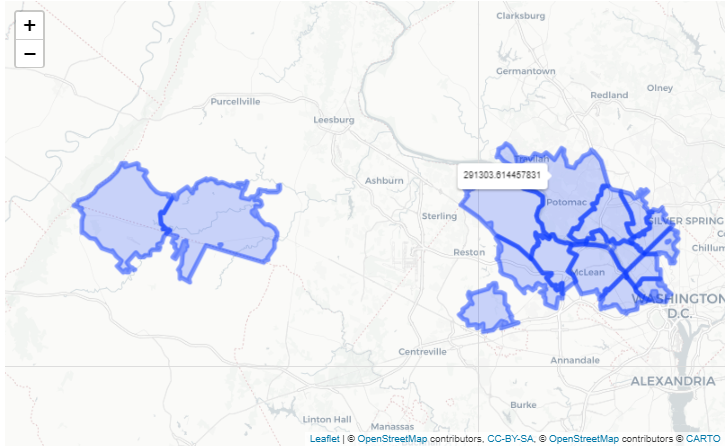 +
−
Clarksburg
Germantown
Redland
Olney
Purcellville
Leesburg
Travilah
291303.614457831
Ashburn
Potomac
Sterling
SILVER SPRING
Reston
McLean
WASHINGTON
D.C.
Centreville
Annandale
ALEXANDRIA
Burke
Linton Hall
Manassas
Leaflet | © OpenStreetMap contributors, CC-BY-SA, © OpenStreetMap contributors © CARTO